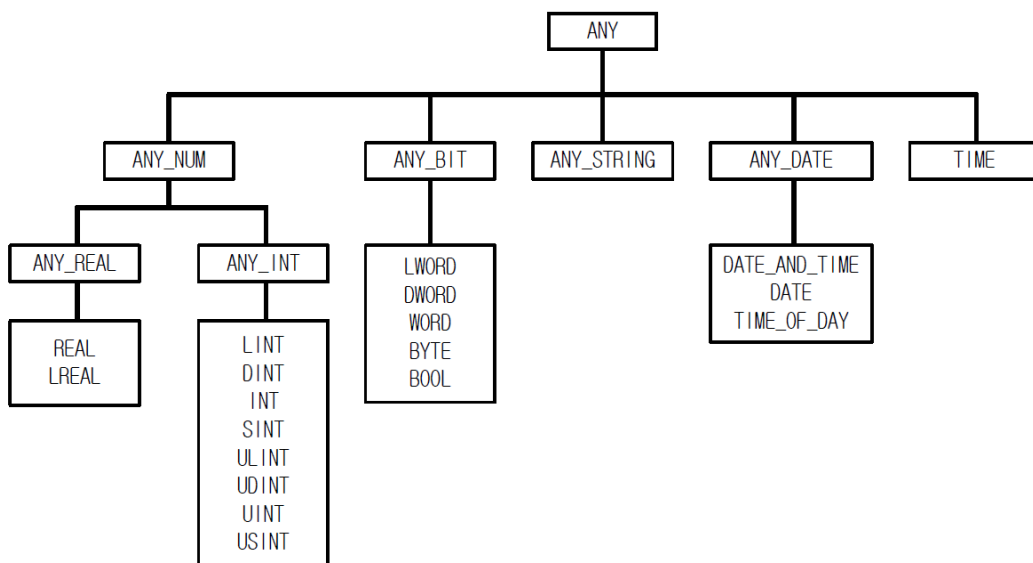 ANY
ANY_NUM
ANY_BIT
ANY_STRING
ANY_DATE
TIME
ANY_REAL
ANY_INT
REAL
LREAL
LINT
DINT
INT
SINT
ULINT
UDINT
UINT
USINT
LWORD
DWORD
WORD
BYTE
BOOL
DATE_AND_TIME
DATE
TIME_OF_DAY